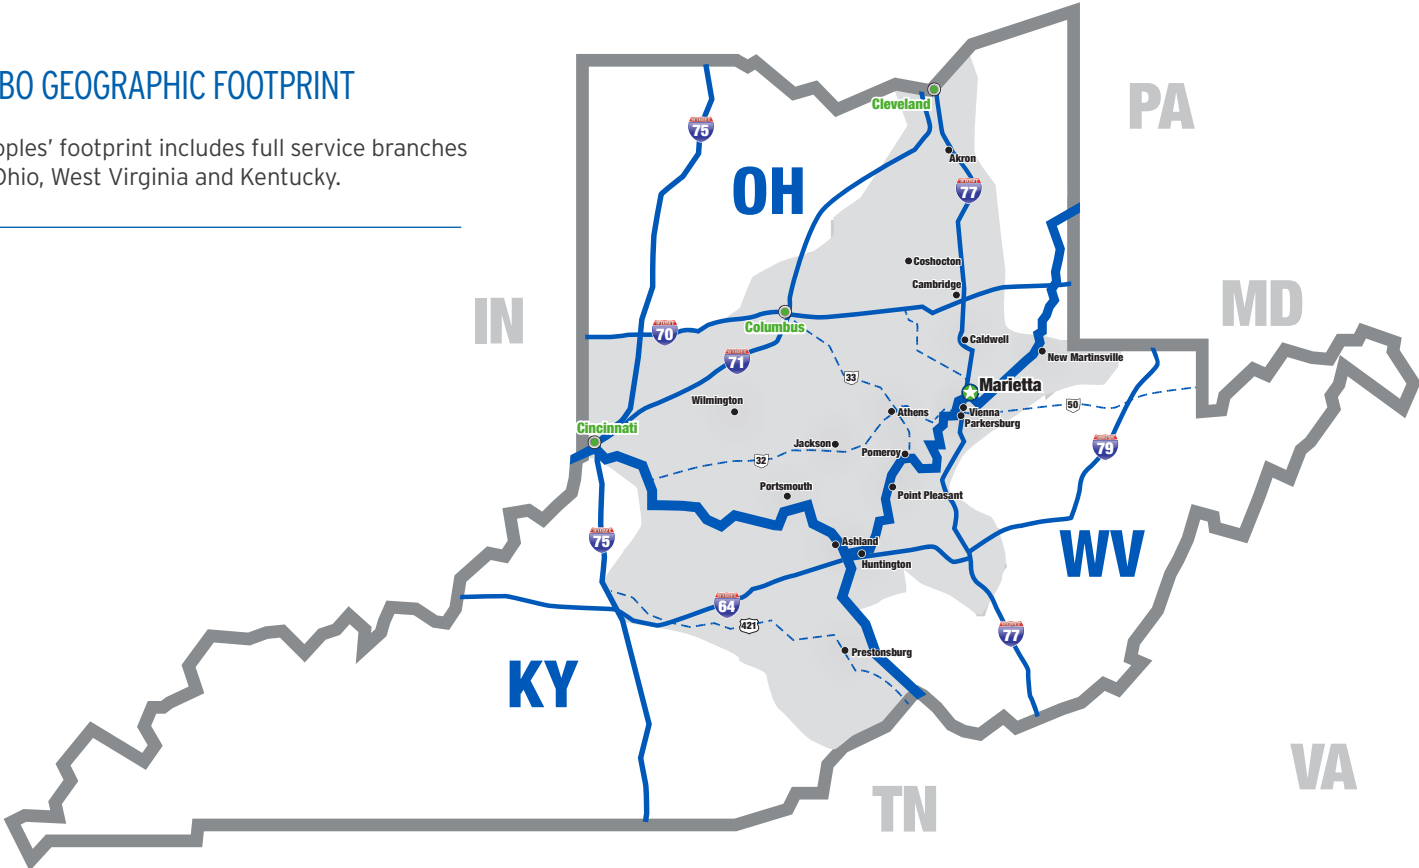 BO GEOGRAPHIC FOOTPRINT
oples' footprint includes full service branches
Ohio, West Virginia and Kentucky.
PA
Cleveland
75
Akron
OH
77
Coshocton
Cambridge
MD
IN
Columbus
70
Caldwell
71
New Martinsville
33
Marietta
Wilmington
50
Athens
Vienna
Parkersburg
Cincinnati
Jackson
79
Pomeroy
32
Portsmouth
Point Pleasant
75
Ashland
WV
Huntington
64
421
77
Prestonsburg
KY
VA
TN